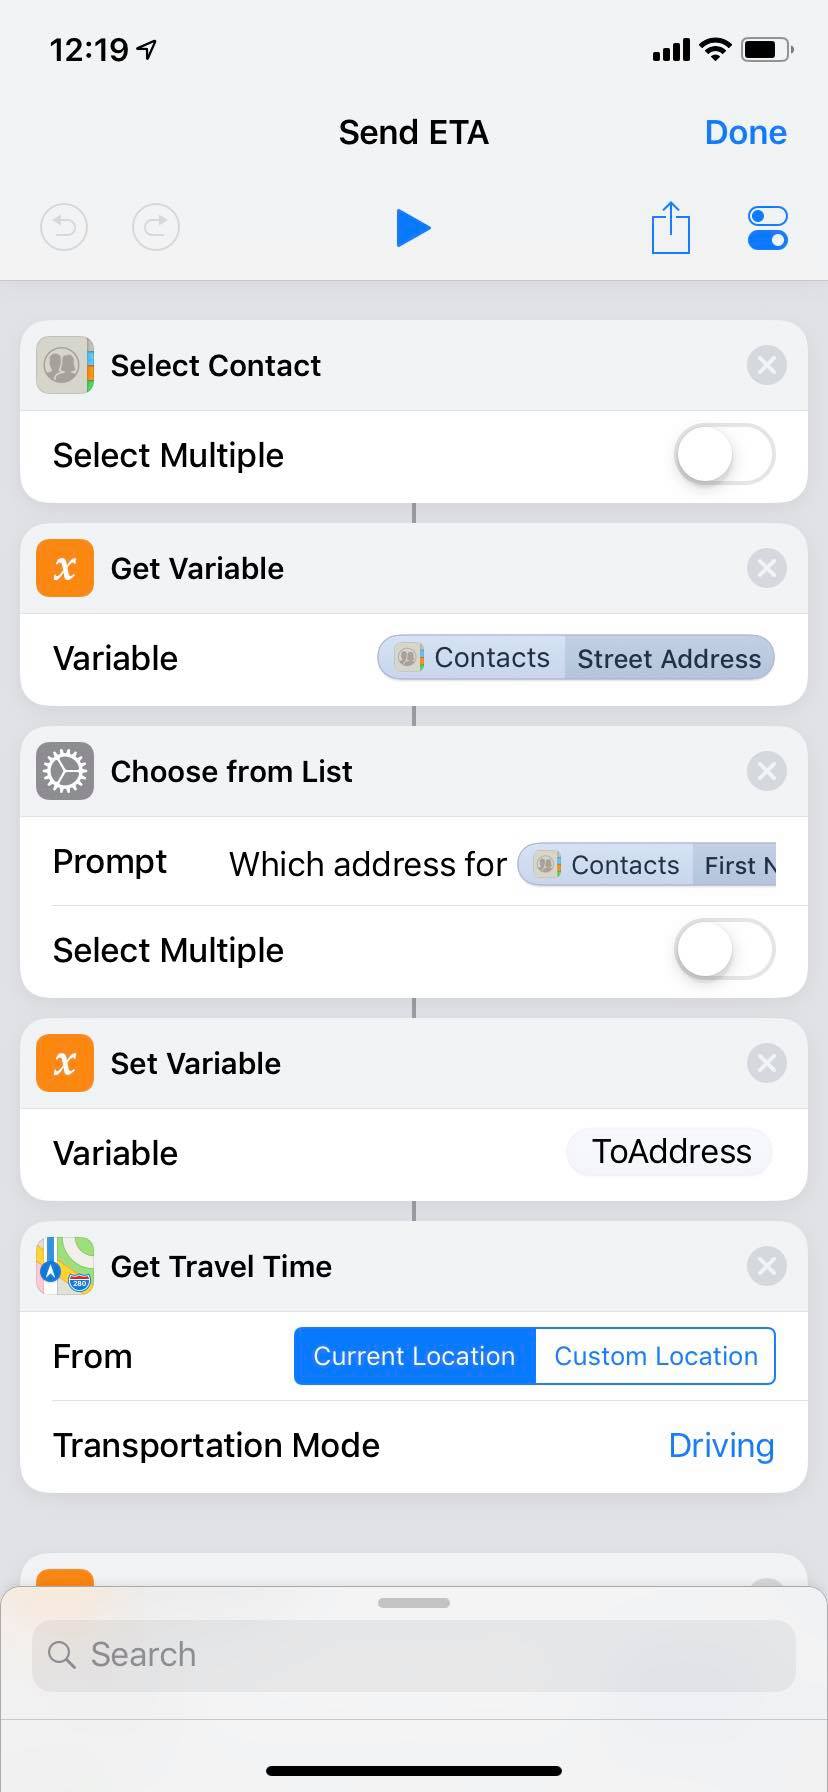 12:19
Send ETA
Done
Select Contact
Select Multiple
Get Variable
Variable Contacts Street Address
Choose from List
Prompt Which address for Contacts First N
Select Multiple
Set Variable
Variable ToAddress
Get Travel Time
280
From Current Location Custom Location
Transportation Mode Driving
Search